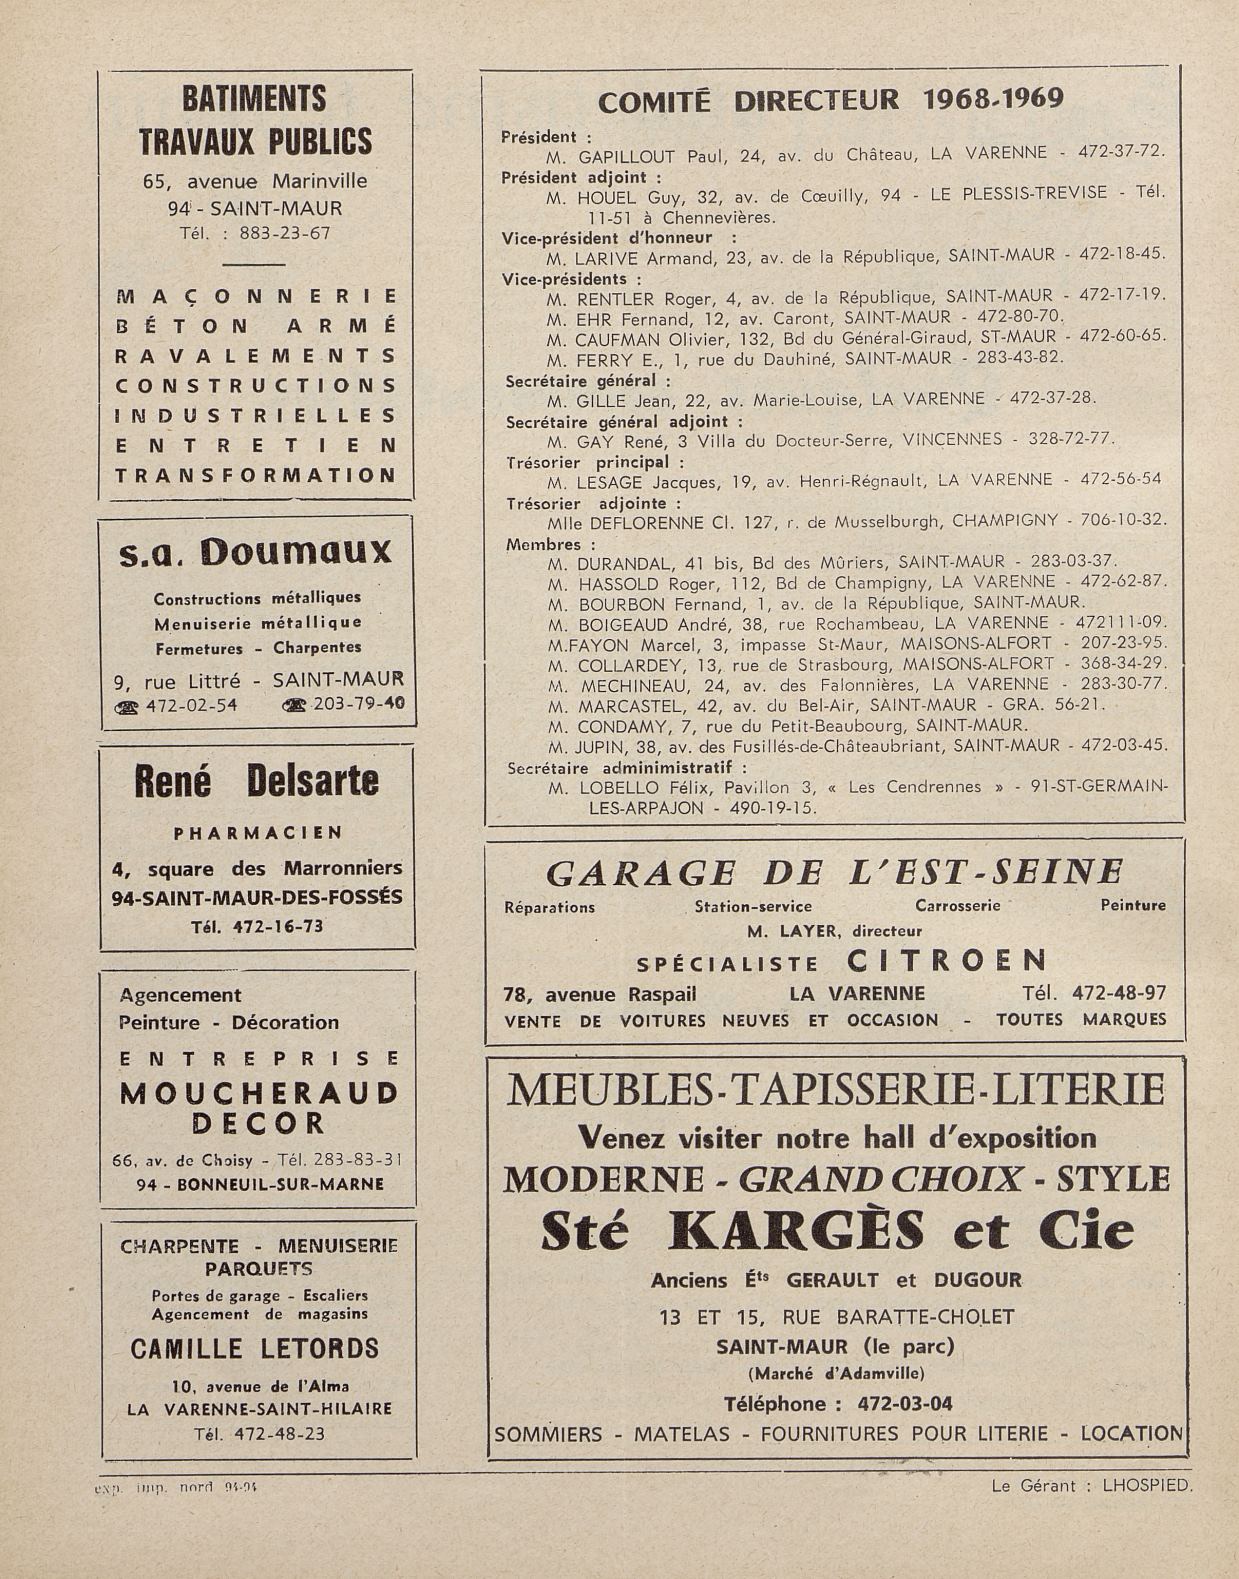 BATIMENTS
TRAVAUX PUBLICS
65, avenue Marinville
94 - SAINT-MAUR
Tél. : 883-23-67
MAÇONNERIE
BÉTON ARMÉ
RAVALEMENTS
CONSTRUCTIONS
INDUSTRIELLES
ENTRETIEN
TRANSFORMATION
s.a. Doumaux
Constructions métalliques
Menuiserie métallique
Fermetures - Charpentes
9, rue Littré - SAINT-MAUR
☎ 472-02-54 ☎ 203-79-40
René Delsarte
PHARMACIEN
4, square des Marronniers
94-SAINT-MAUR-DES-FOSSÉS
Tél. 472-16-73
Agencement
Peinture - Décoration
ENTREPRISE
MOUCHERAUD
DECOR
66, av. de Choisy - Tél. 283-83-31
94 - BONNEUIL-SUR-MARNE
CHARPENTE - MENUISERIE
PARQUETS
Portes de garage - Escaliers
Agencement de magasins
CAMILLE LETORDS
10, avenue de l'Alma
LA VARENNE-SAINT-HILAIRE
Tél. 472-48-23
COMITÉ DIRECTEUR 1968-1969
Président :
M. GAPILLOUT Paul, 24, av. du Château, LA VARENNE - 472-37-72.
Président adjoint :
M. HOUEL Guy, 32, av. de Cœuilly, 94 - LE PLESSIS-TREVISE - Tél.
11-51 à Chennevières.
Vice-président d'honneur :
M. LARIVE Armand, 23, av. de la République, SAINT-MAUR - 472-18-45.
Vice-présidents :
M. RENTLER Roger, 4, av. de la République, SAINT-MAUR - 472-17-19.
M. EHR Fernand, 12, av. Caront, SAINT-MAUR - 472-80-70.
M. CAUFMAN Olivier, 132, Bd du Général-Giraud, ST-MAUR - 472-60-65.
M. FERRY E., 1, rue du Dauhiné, SAINT-MAUR - 283-43-82.
Secrétaire général :
M. GILLE Jean, 22, av. Marie-Louise, LA VARENNE - 472-37-28.
Secrétaire général adjoint :
M. GAY René, 3 Villa du Docteur-Serre, VINCENNES - 328-72-77.
Trésorier principal :
M. LESAGE Jacques, 19, av. Henri-Régnault, LA VARENNE - 472-56-54
Trésorier adjointe :
Mlle DEFLORENNE Cl. 127, r. de Musselburgh, CHAMPIGNY - 706-10-32.
Membres :
M. DURANDAL, 41 bis, Bd des Mûriers, SAINT-MAUR - 283-03-37.
M. HASSOLD Roger, 112, Bd de Champigny, LA VARENNE - 472-62-87.
M. BOURBON Fernand, 1, av. de la République, SAINT-MAUR.
M. BOIGEAUD André, 38, rue Rochambeau, LA VARENNE - 472111-09.
M.FAYON Marcel, 3, impasse St-Maur, MAISONS-ALFORT - 207-23-95.
M. COLLARDEY, 13, rue de Strasbourg, MAISONS-ALFORT - 368-34-29.
M. MECHINEAU, 24, av. des Falonnières, LA VARENNE - 283-30-77.
M. MARCASTEL, 42, av. du Bel-Air, SAINT-MAUR - GRA. 56-21.
M. CONDAMY, 7, rue du Petit-Beaubourg, SAINT-MAUR.
M. JUPIN, 38, av. des Fusillés-de-Châteaubriant, SAINT-MAUR - 472-03-45.
Secrétaire adminimistratif :
M. LOBELLO Félix, Pavillon 3, « Les Cendrennes » - 91-ST-GERMAIN-
LES-ARPAJON - 490-19-15.
GARAGE DE L'EST-SEINE
Réparations Station-service Carrosserie Peinture
M. LAYER, directeur
SPÉCIALISTE CITROEN
78, avenue Raspail LA VARENNE Tél. 472-48-97
VENTE DE VOITURES NEUVES ET OCCASION - TOUTES MARQUES
MEUBLES-TAPISSERIE-LITERIE
Venez visiter notre hall d'exposition
MODERNE - GRAND CHOIX - STYLE
Sté KARGÈS et Cie
Anciens Éts GERAULT et DUGOUR
13 ET 15, RUE BARATTE-CHOLET
SAINT-MAUR (le parc)
(Marché d'Adamville)
Téléphone : 472-03-04
SOMMIERS - MATELAS - FOURNITURES POUR LITERIE - LOCATION
exp. imp. nord 94-94
Le Gérant : LHOSPIED.